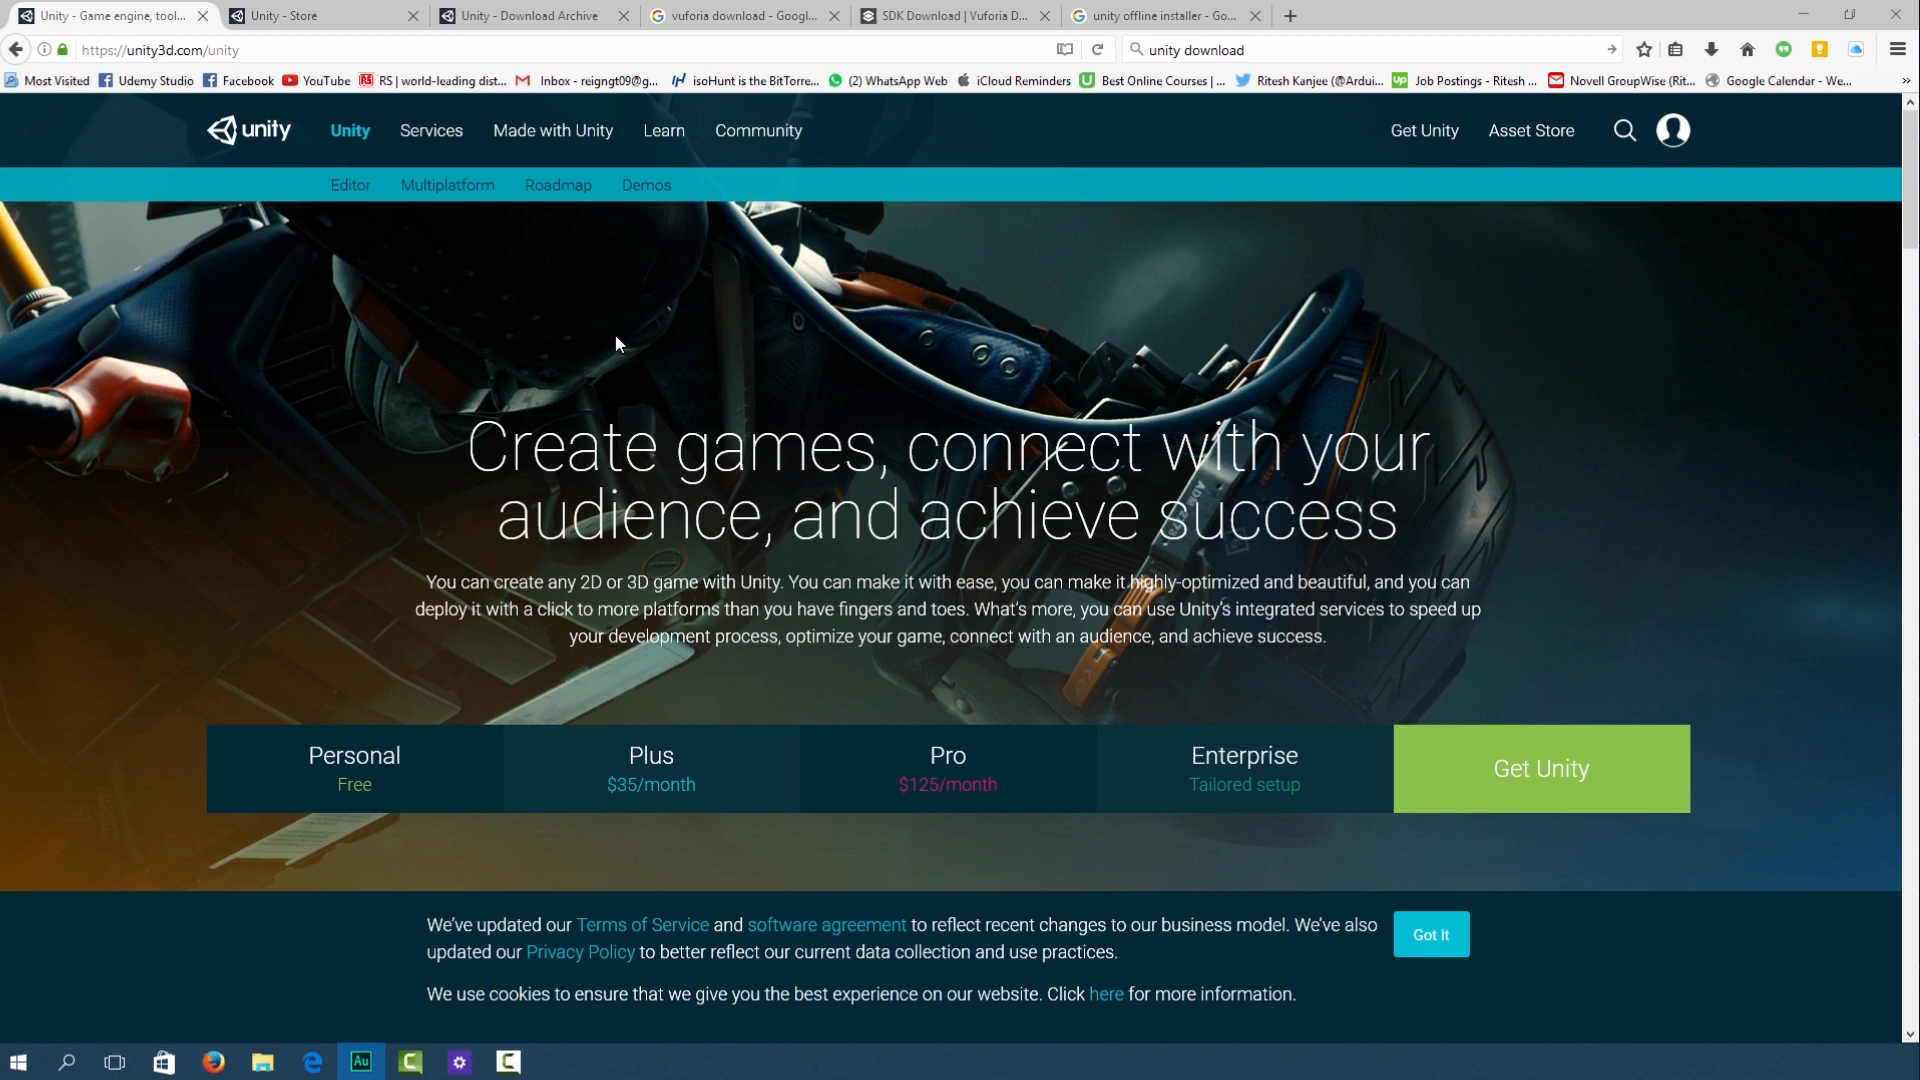 Unity - Game engine, tool...
Unity - Store
Unity - Download Archive
vuforia download - Googl...
SDK Download | Vuforia D...
unity offline installer - Go...
https://unity3d.com/unity
unity download
Most Visited
Udemy Studio
Facebook
YouTube
RS | world-leading dist...
Inbox - reigngt09@g...
isoHunt is the BitTorre...
(2) WhatsApp Web
iCloud Reminders
Best Online Courses | ...
Ritesh Kanjee (@Ardui...
Job Postings - Ritesh ...
Novell GroupWise (Rit...
Google Calendar - We...
unity
Unity
Services
Made with Unity
Learn
Community
Get Unity
Asset Store
Editor
Multiplatform
Roadmap
Demos
Create games, connect with your
audience, and achieve success
You can create any 2D or 3D game with Unity. You can make it with ease, you can make it highly-optimized and beautiful, and you can
deploy it with a click to more platforms than you have fingers and toes. What's more, you can use Unity's integrated services to speed up
your development process, optimize your game, connect with an audience, and achieve success.
Personal
Free
Plus
$35/month
Pro
$125/month
Enterprise
Tailored setup
Get Unity
We've updated our Terms of Service and software agreement to reflect recent changes to our business model. We've also
updated our Privacy Policy to better reflect our current data collection and use practices.
Got it
We use cookies to ensure that we give you the best experience on our website. Click here for more information.
Au